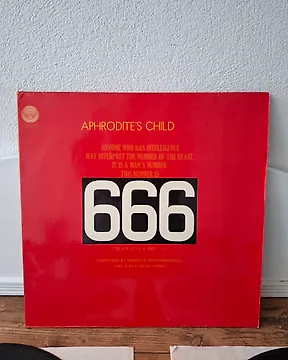 APHRODITE'S CHILD
ANYONE WHO HAS INTELLIGENCE
MAY INTERPRET THE NUMBER OF THE BEAST.
IT IS A MAN'S NUMBER.
THIS NUMBER IS
666